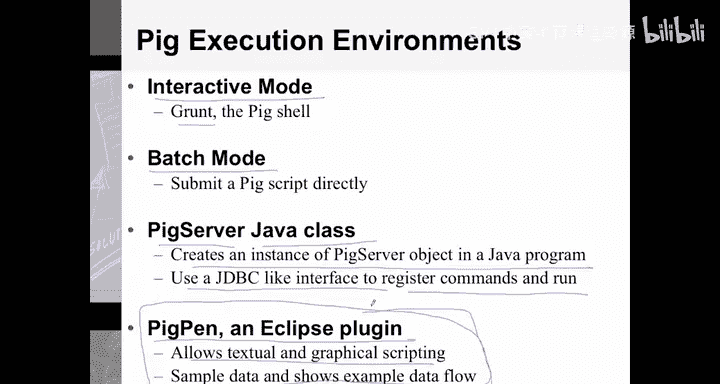 Pig Execution Environments
bilibili
• Interactive Mode
– Grunt, the Pig shell
• Batch Mode
– Submit a Pig script directly
• PigServer Java class
– Creates an instance of PigServer object in a Java program
– Use a JDBC like interface to register commands and run
• PigPen, an Eclipse plugin
– Allows textual and graphical scripting
– Sample data and shows example data flow